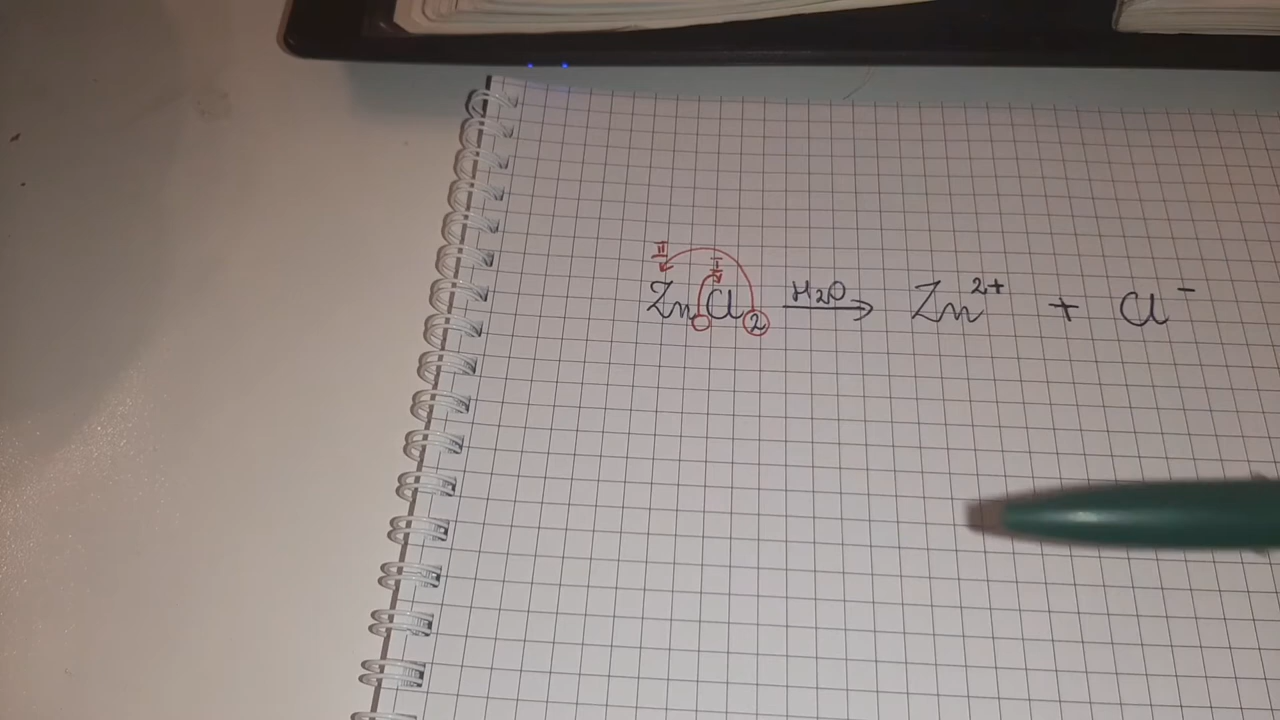 II I
ZnCl2 H2O → Zn2+ + Cl-